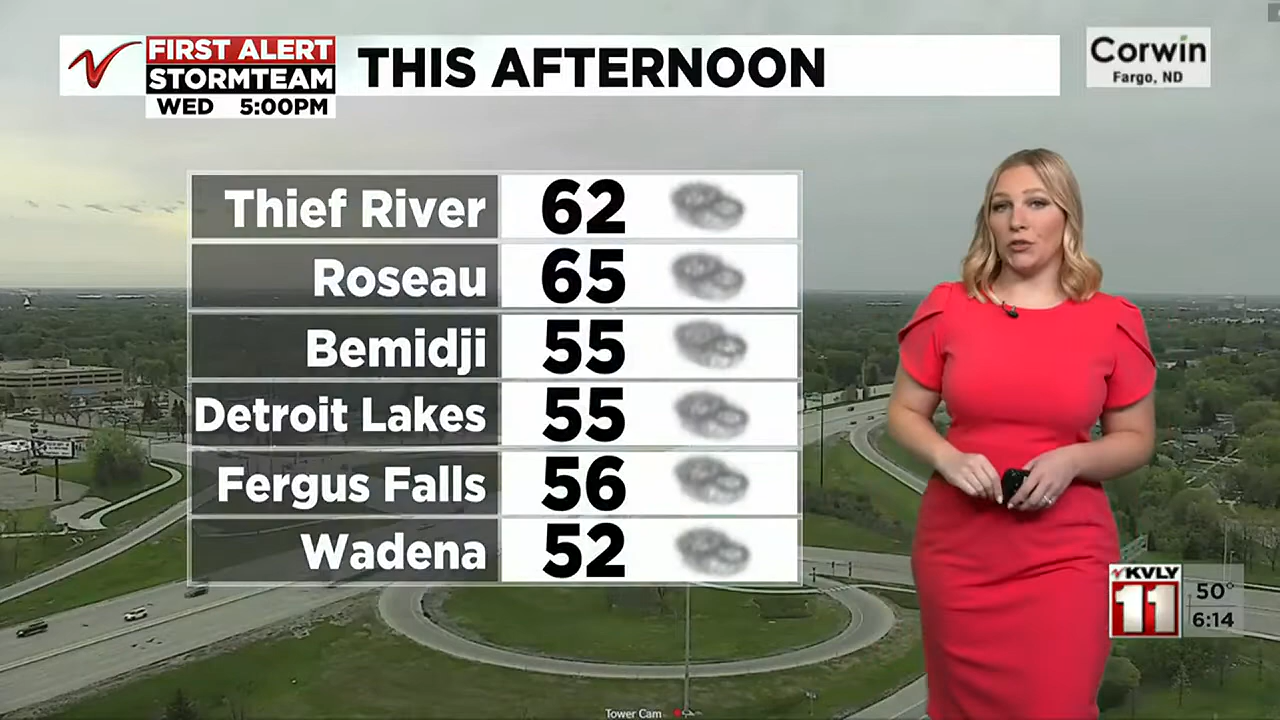 FIRST ALERT
STORMTEAM
WED 5:00PM
THIS AFTERNOON
Corwin
Fargo, ND
Thief River 62
Roseau 65
Bemidji 55
Detroit Lakes 55
Fergus Falls 56
Wadena 52
KVLY
11
50°
6:14
Tower Cam